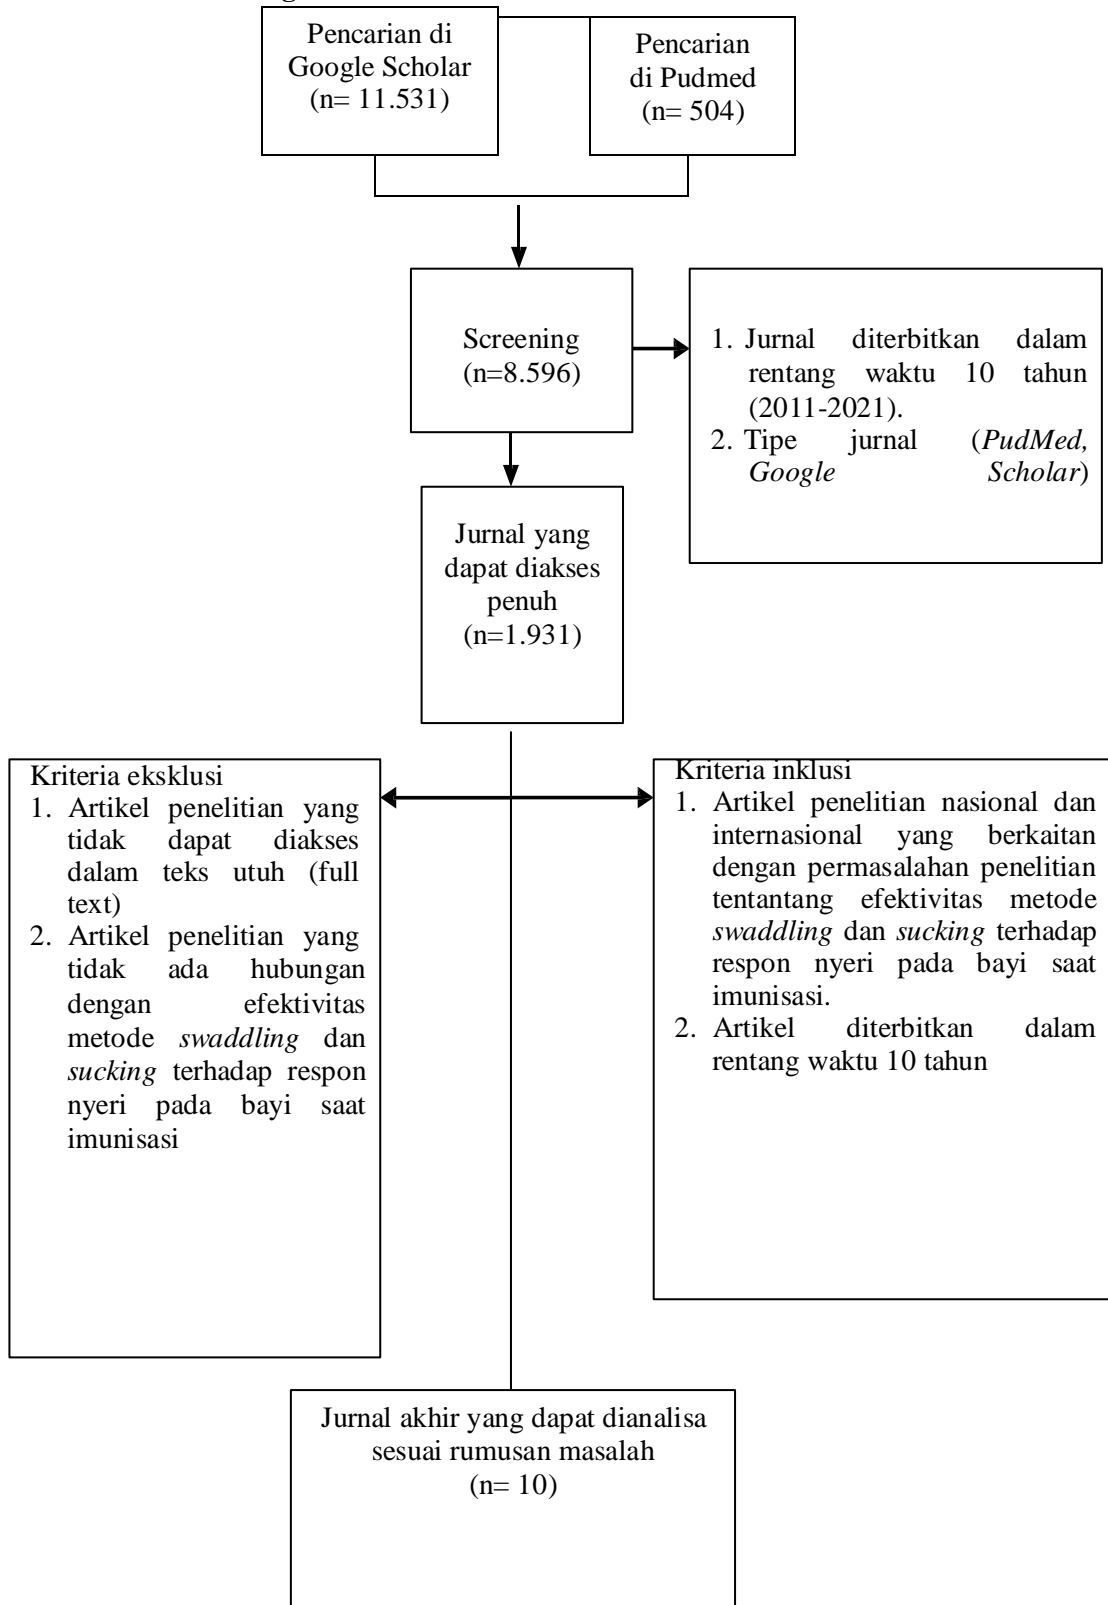 Pencarian di
Google Scholar
(n= 11.531)
Pencarian
di Pudmed
(n= 504)
Screening
(n=8.596)
1. Jurnal diterbitkan dalam
rentang waktu 10 tahun
(2011-2021).
2. Tipe jurnal (PudMed,
Google Scholar)
Jurnal yang
dapat diakses
penuh
(n=1.931)
Kriteria eksklusi
1. Artikel penelitian yang
tidak dapat diakses
dalam teks utuh (full
text)
2. Artikel penelitian yang
tidak ada hubungan
dengan efektivitas
metode swaddling dan
sucking terhadap respon
nyeri pada bayi saat
imunisasi
Kriteria inklusi
1. Artikel penelitian nasional dan
internasional yang berkaitan
dengan permasalahan penelitian
tentantang efektivitas metode
swaddling dan sucking terhadap
respon nyeri pada bayi saat
imunisasi.
2. Artikel diterbitkan dalam
rentang waktu 10 tahun
Jurnal akhir yang dapat dianalisa
sesuai rumusan masalah
(n= 10)